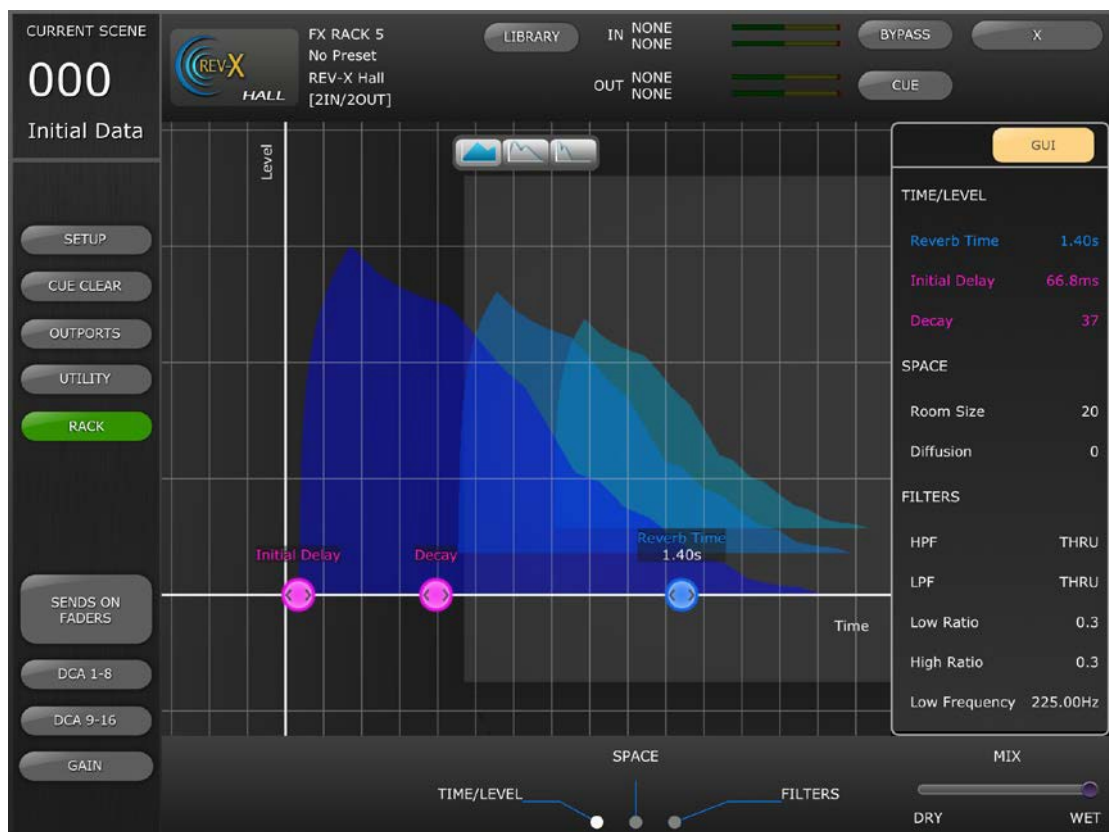 CURRENT SCENE
000
Initial Data
REV-X
HALL
FX RACK 5
No Preset
REV-X Hall
[2IN/2OUT]
LIBRARY
IN NONE
NONE
OUT NONE
NONE
BYPASS
X
CUE
SETUP
CUE CLEAR
OUTPORTS
UTILITY
RACK
SENDS ON
FADERS
DCA 1-8
DCA 9-16
GAIN
Level
Initial Delay
Decay
Reverb Time
1.40s
Time
GUI
TIME/LEVEL
Reverb Time 1.40s
Initial Delay 66.8ms
Decay 37
SPACE
Room Size 20
Diffusion 0
FILTERS
HPF THRU
LPF THRU
Low Ratio 0.3
High Ratio 0.3
Low Frequency 225.00Hz
SPACE
TIME/LEVEL
FILTERS
MIX
DRY WET